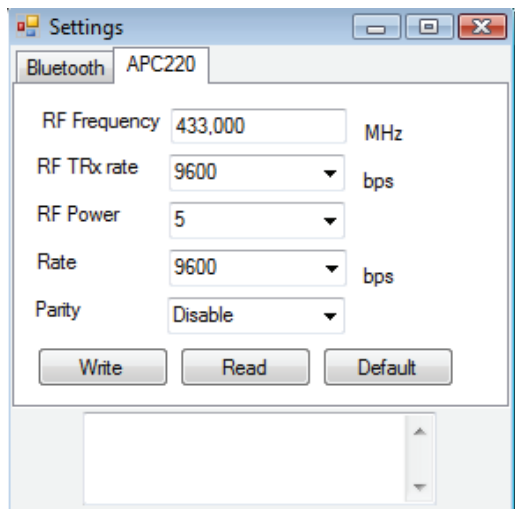 Settings
Bluetooth APC220
RF Frequency 433,000 MHz
RF TRx rate 9600 bps
RF Power 5
Rate 9600 bps
Parity Disable
Write Read Default